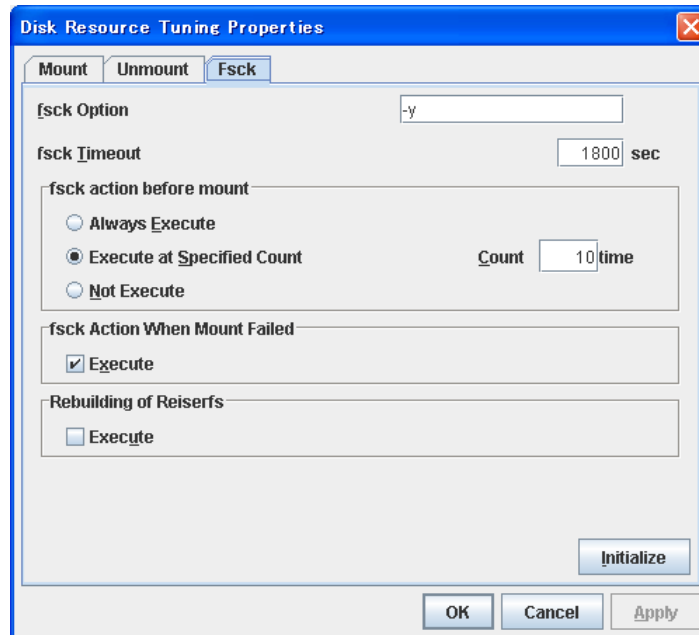 Disk Resource Tuning Properties
Mount Unmount Fsck
fsck Option -y
fsck Timeout 1800 sec
fsck action before mount
Always Execute
Execute at Specified Count Count 10 time
Not Execute
fsck Action When Mount Failed
Execute
Rebuilding of Reiserfs
Execute
Initialize
OK Cancel Apply